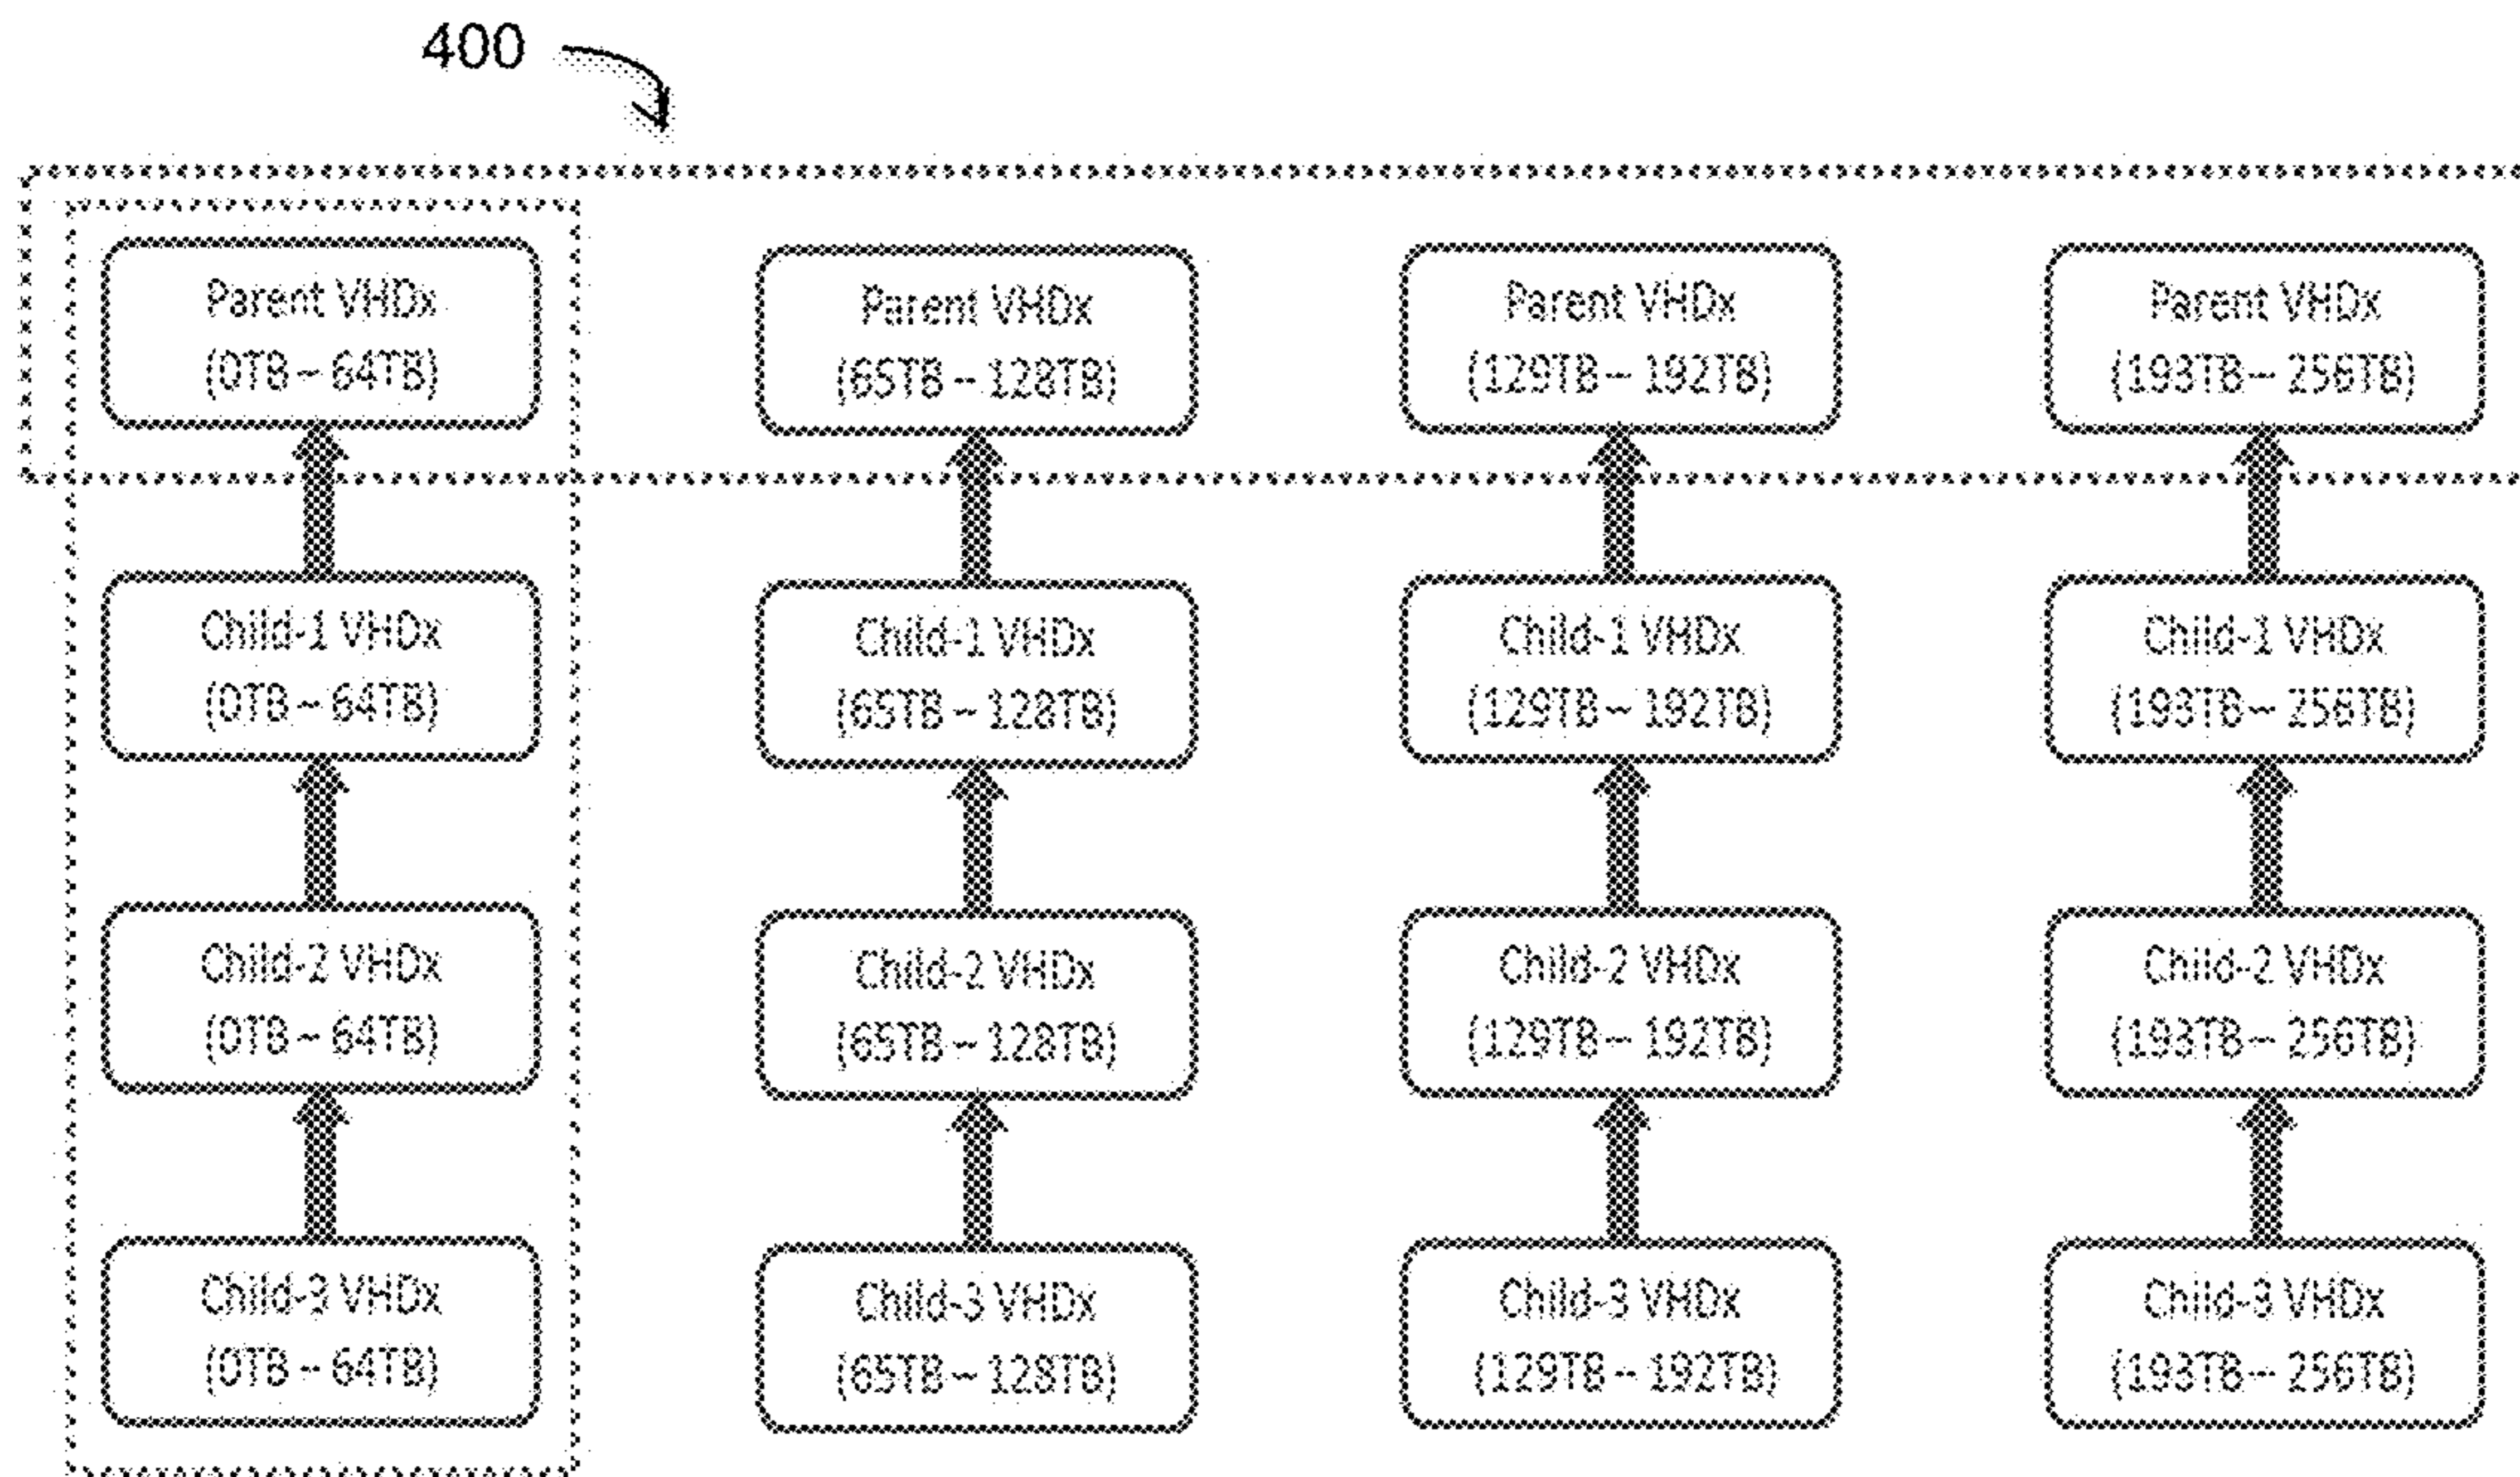 400
Parent VHDx
(0TB – 64TB)
Parent VHDx
(65TB – 128TB)
Parent VHDx
(129TB – 192TB)
Parent VHDx
(193TB – 256TB)
Child-1 VHDx
(0TB – 64TB)
Child-1 VHDx
(65TB – 128TB)
Child-1 VHDx
(129TB – 192TB)
Child-1 VHDx
(193TB – 256TB)
Child-2 VHDx
(0TB – 64TB)
Child-2 VHDx
(65TB – 128TB)
Child-2 VHDx
(129TB – 192TB)
Child-2 VHDx
(193TB – 256TB)
Child-3 VHDx
(0TB – 64TB)
Child-3 VHDx
(65TB – 128TB)
Child-3 VHDx
(129TB – 192TB)
Child-3 VHDx
(193TB – 256TB)